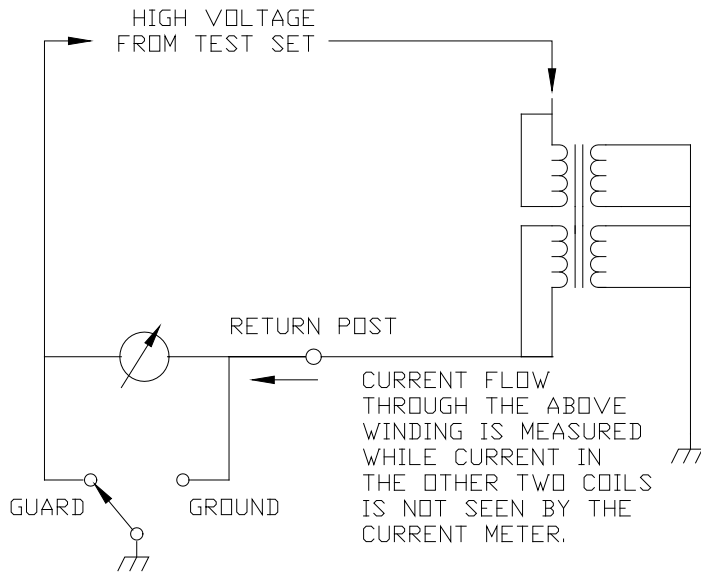 HIGH VOLTAGE
FROM TEST SET
RETURN POST
CURRENT FLOW
THROUGH THE ABOVE
WINDING IS MEASURED
WHILE CURRENT IN
THE OTHER TWO COILS
IS NOT SEEN BY THE
CURRENT METER.
GUARD
GROUND